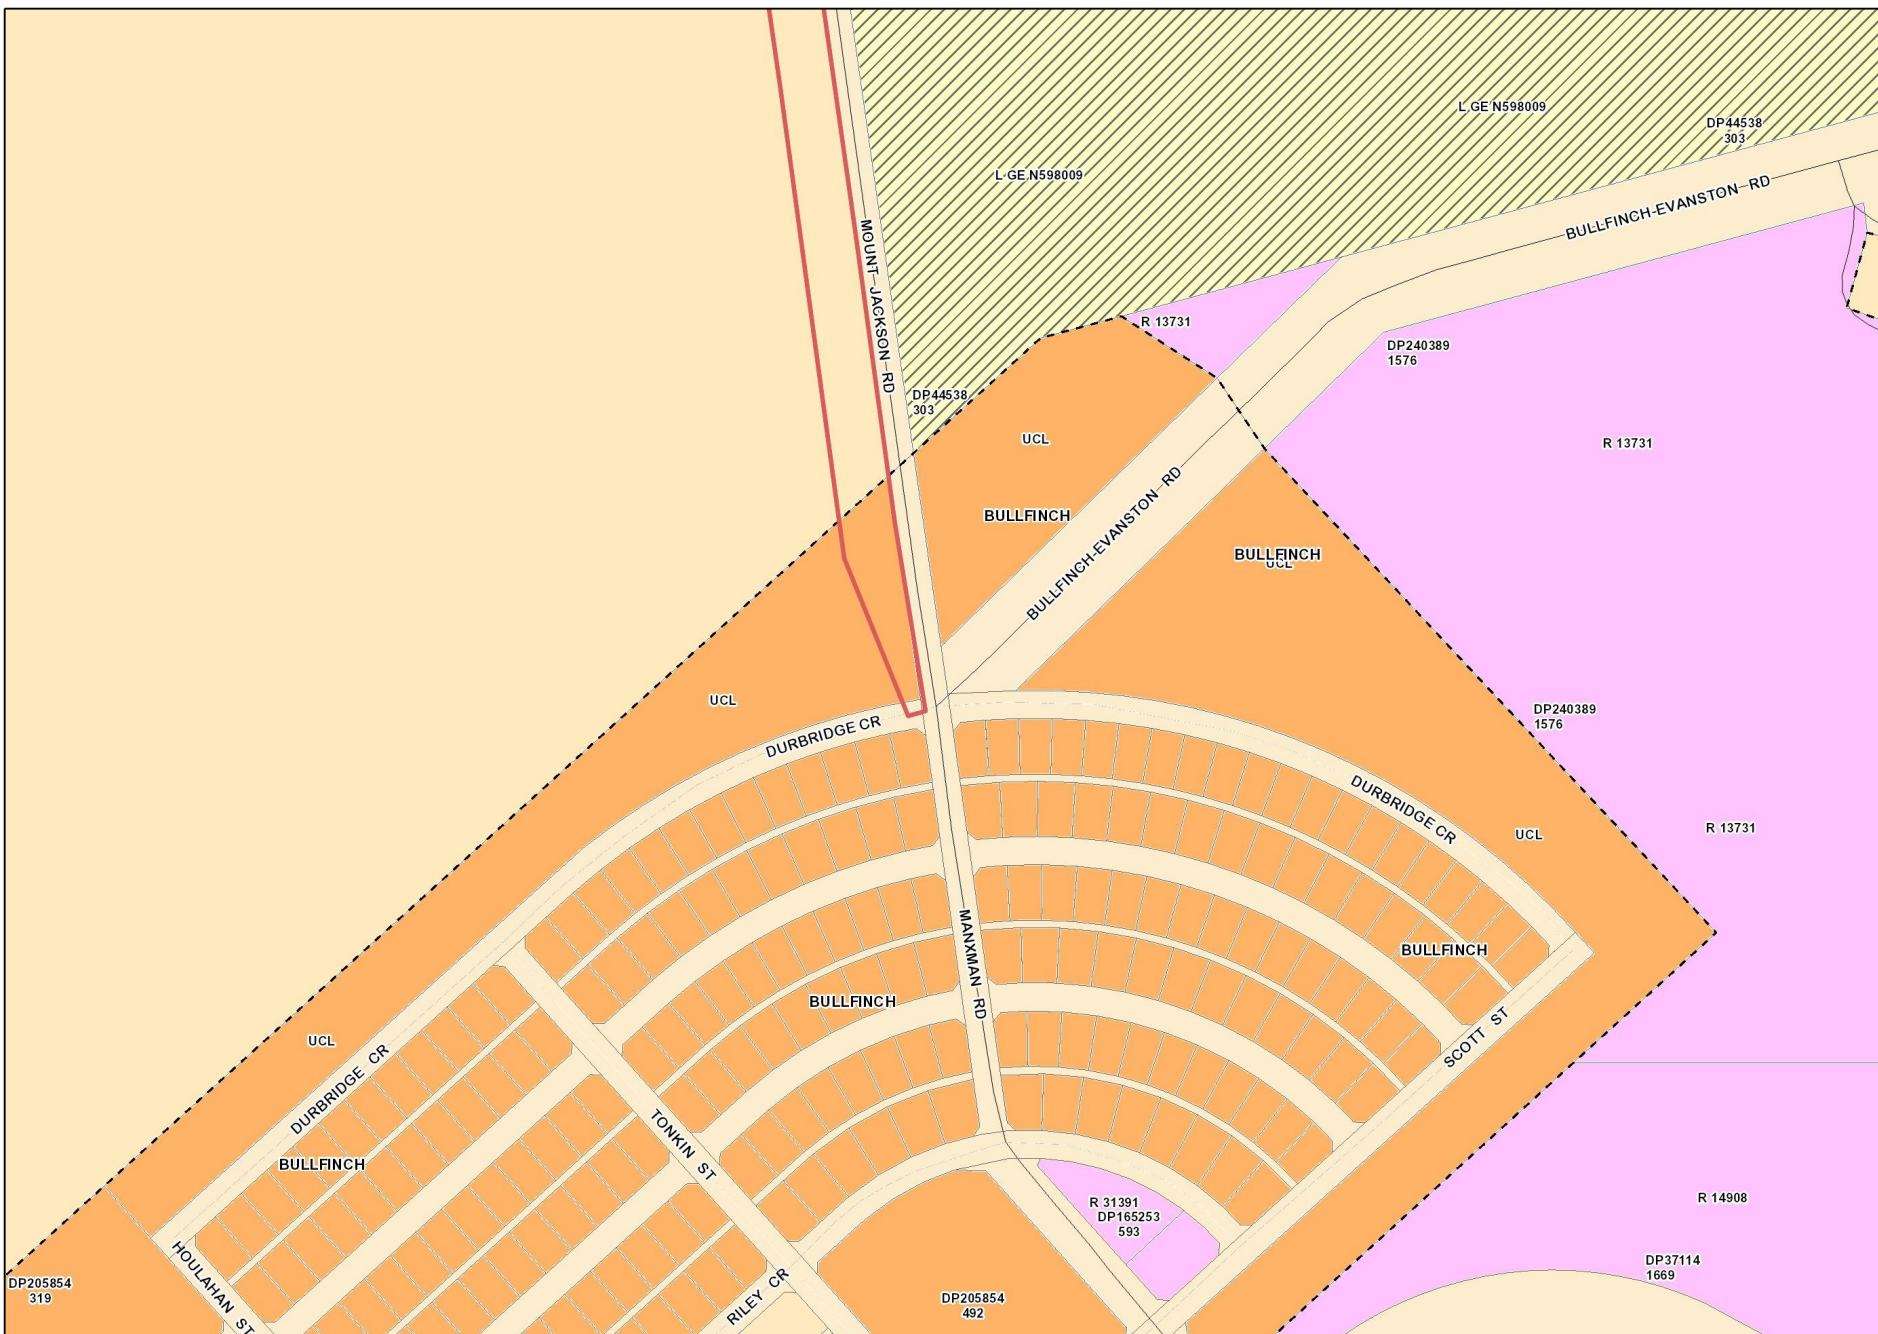 L GE N598009
DP44538
303
L GE N598009
BULLFINCH-EVANSTON RD
MOUNT JACKSON RD
R 13731
DP240389
1576
DP44538
303
UCL
R 13731
BULLFINCH
BULLFINCH-EVANSTON RD
BULLFINCH
UCL
UCL
DP240389
1576
DURBRIDGE CR
DURBRIDGE CR
UCL
R 13731
MANXMAN RD
BULLFINCH
BULLFINCH
SCOTT ST
UCL
DURBRIDGE CR
TONKIN ST
BULLFINCH
R 31391
DP165253
593
R 14908
HOULAHAN ST
DP37114
1669
DP205854
319
RILEY CR
DP205854
492